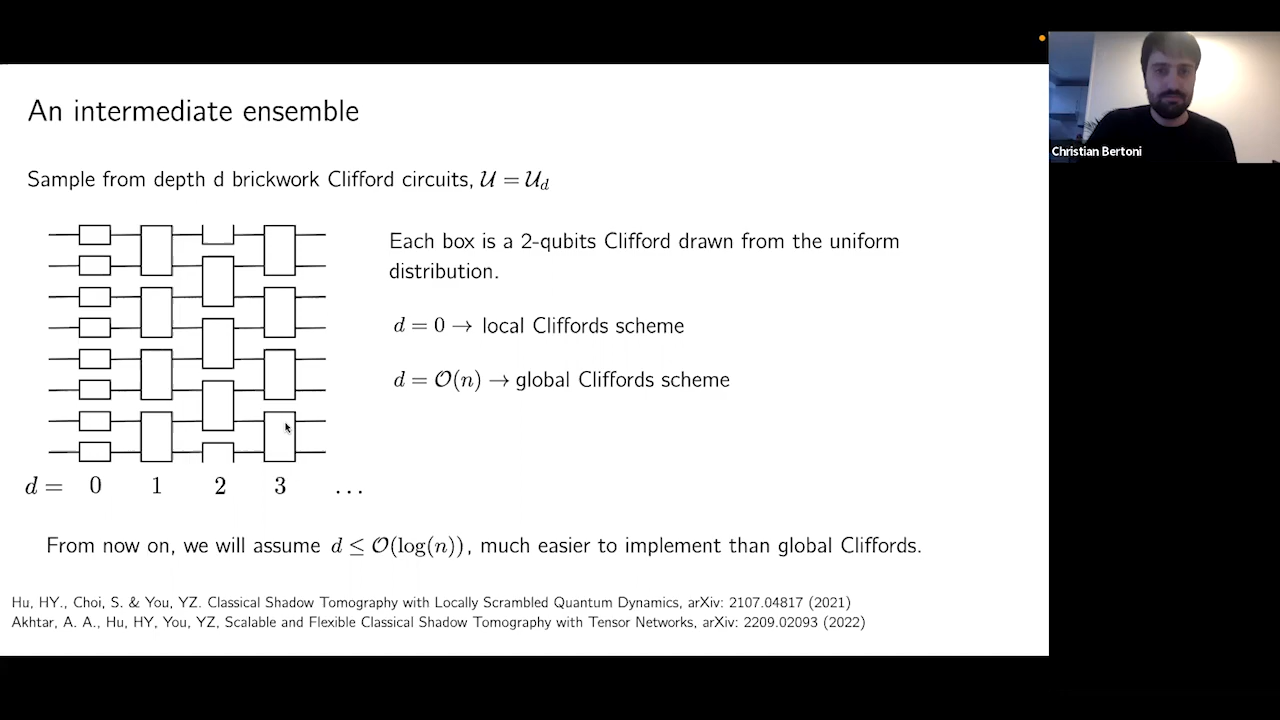 An intermediate ensemble
Christian Bertoni
Sample from depth d brickwork Clifford circuits, 𝒰 = 𝒰_d
Each box is a 2-qubits Clifford drawn from the uniform
distribution.
d = 0 → local Cliffords scheme
d = 𝒪(n) → global Cliffords scheme
d = 0 1 2 3 ...
From now on, we will assume d ≤ 𝒪(log(n)), much easier to implement than global Cliffords.
Hu, HY., Choi, S. & You, YZ. Classical Shadow Tomography with Locally Scrambled Quantum Dynamics, arXiv: 2107.04817 (2021)
Akhtar, A. A., Hu, HY, You, YZ, Scalable and Flexible Classical Shadow Tomography with Tensor Networks, arXiv: 2209.02093 (2022)